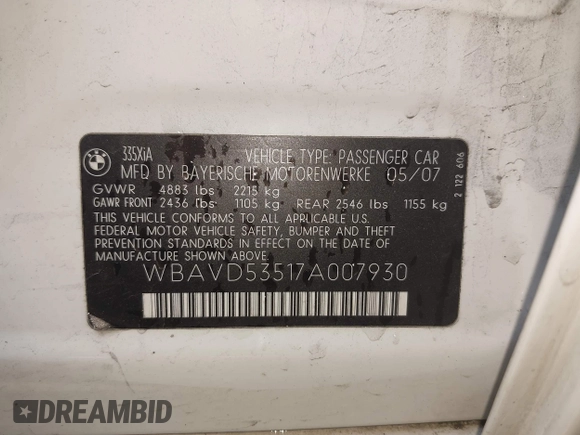 335XiA VEHICLE TYPE: PASSENGER CAR
MFD BY BAYERISCHE MOTORENWERKE 05/07
GVWR 4883 lbs 2215 kg
GAWR FRONT 2436 lbs 1105 kg REAR 2546 lbs 1155 kg
THIS VEHICLE CONFORMS TO ALL APPLICABLE U.S.
FEDERAL MOTOR VEHICLE SAFETY, BUMPER AND THEFT
PREVENTION STANDARDS IN EFFECT ON THE DATE OF
MANUFACTURE SHOWN ABOVE.
WBAVD53517A007930
2 122 606
BMW
DREAMBID